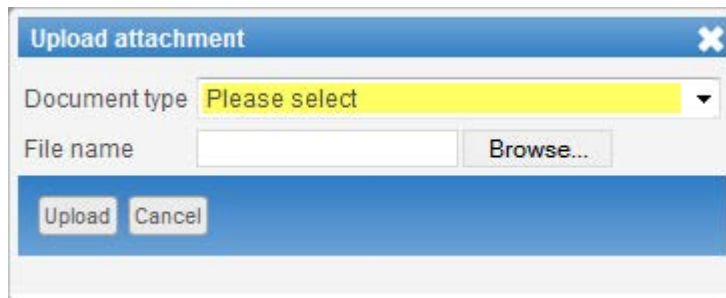 Upload attachment
Document type Please select
File name Browse...
Upload Cancel